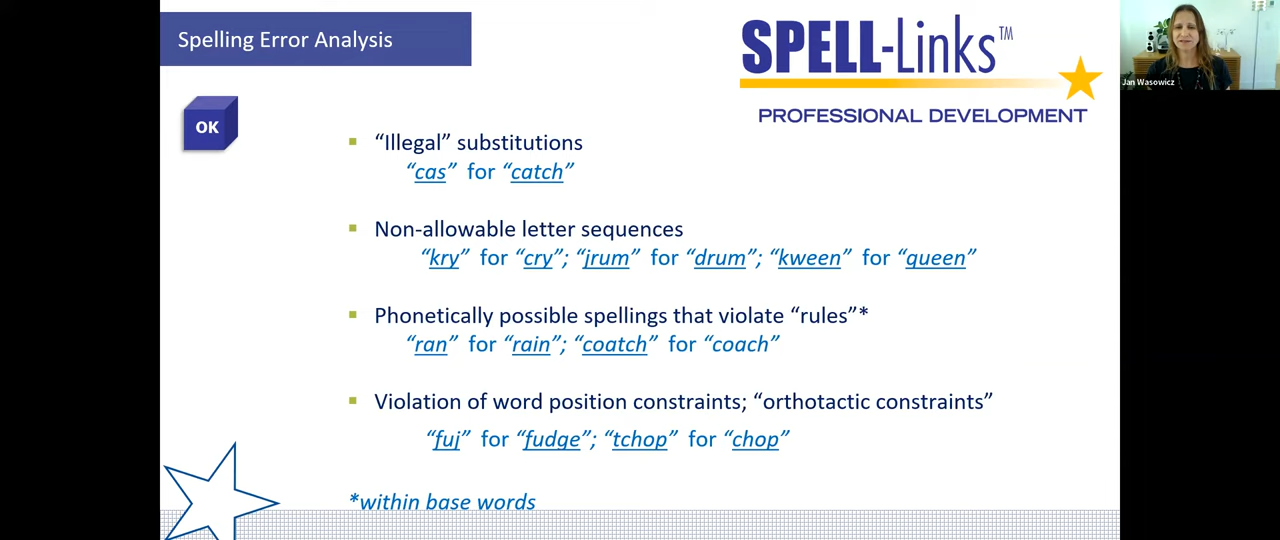 Spelling Error Analysis
SPELL-Links™
PROFESSIONAL DEVELOPMENT
Jan Wasowicz
OK
“Illegal” substitutions
“cas” for “catch”
Non-allowable letter sequences
“kry” for “cry”; “jrum” for “drum”; “kween” for “queen”
Phonetically possible spellings that violate “rules”*
“ran” for “rain”; “coatch” for “coach”
Violation of word position constraints; “orthotactic constraints”
“fuj” for “fudge”; “tchop” for “chop”
*within base words